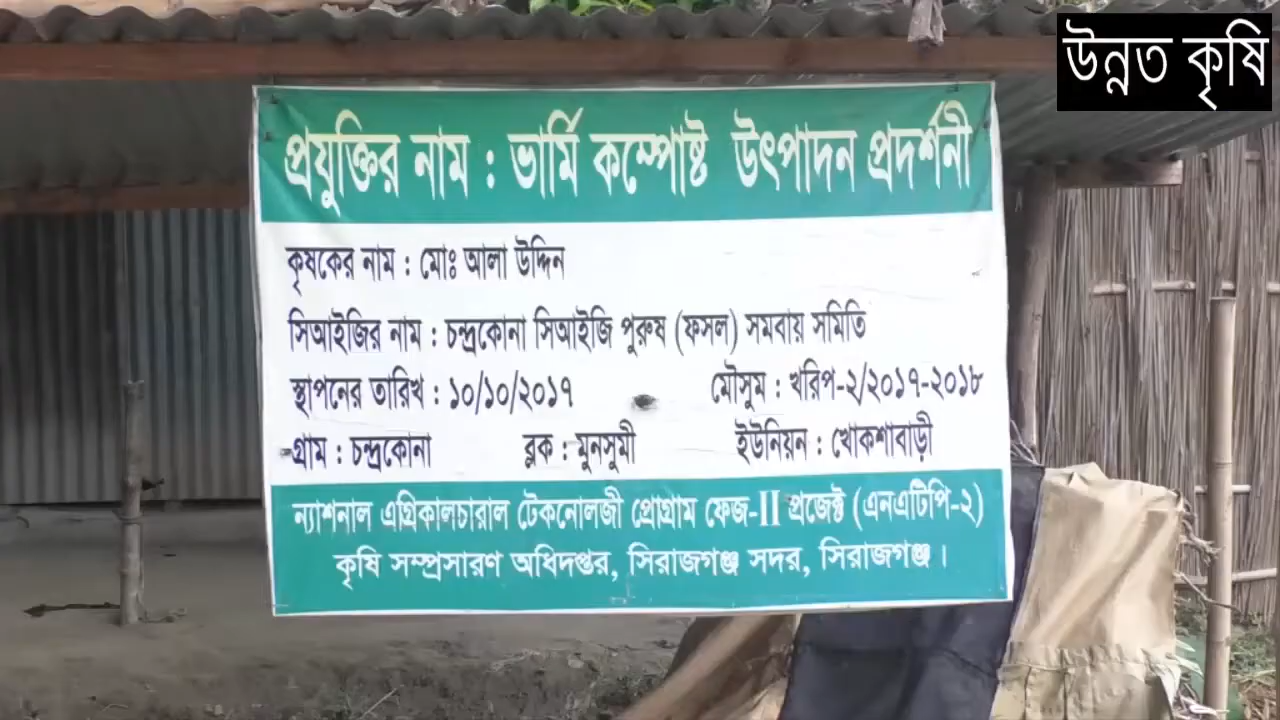 উন্নত কৃষি
প্রযুক্তির নাম : ভার্মি কম্পোষ্ট উৎপাদন প্রদর্শনী
কৃষকের নাম : মোঃ আলা উদ্দিন
সিআইজির নাম : চন্দ্রকোনা সিআইজি পুরুষ (ফসল) সমবায় সমিতি
স্থাপনের তারিখ : ১০/১০/২০১৭ মৌসুম : খরিপ-২/২০১৭-২০১৮
গ্রাম : চন্দ্রকোনা ব্লক : মুনসুমী ইউনিয়ন : খোকশাবাড়ী
ন্যাশনাল এগ্রিকালচারাল টেকনোলজী প্রোগ্রাম ফেজ-II প্রজেক্ট (এনএটিপি-২)
কৃষি সম্প্রসারণ অধিদপ্তর, সিরাজগঞ্জ সদর, সিরাজগঞ্জ।